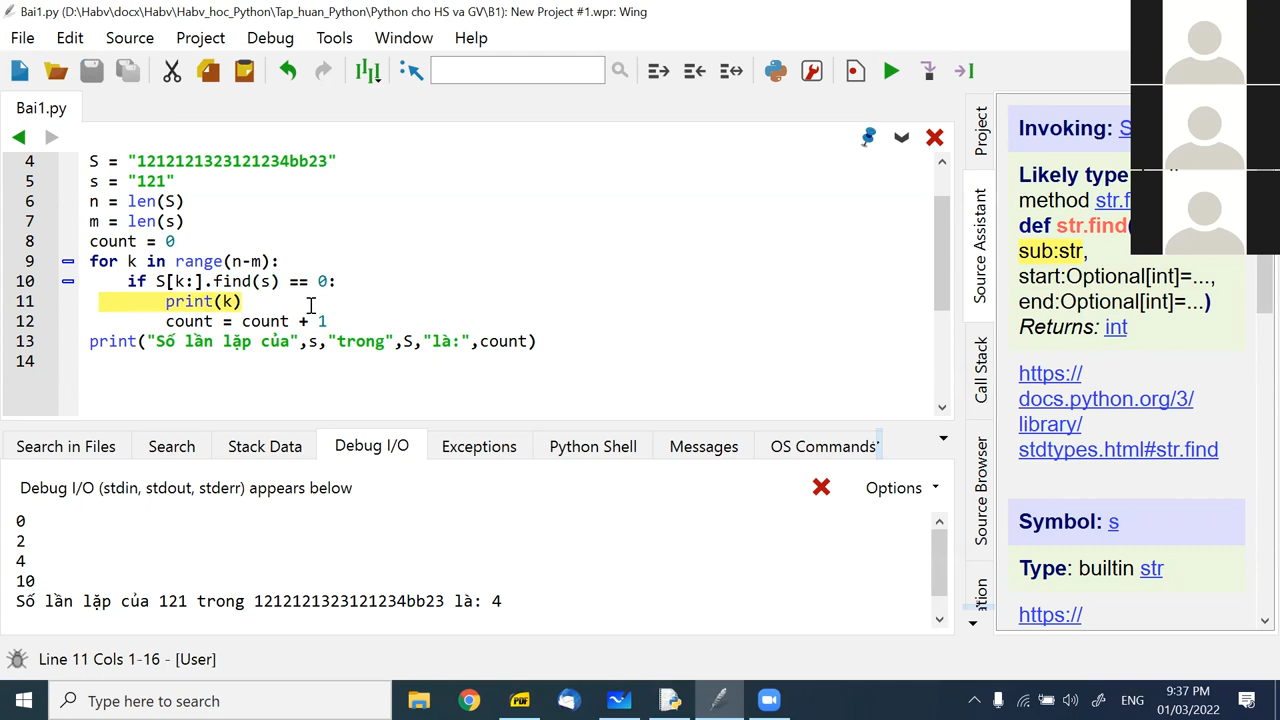 Bai1.py (D:\Habv\docx\Habv\Habv_hoc_Python\Tap_huan_Python\Python cho HS va GV\B1): New Project #1.wpr: Wing
File Edit Source Project Debug Tools Window Help
Bai1.py
4 S = "1212121323121234bb23"
5 s = "121"
6 n = len(S)
7 m = len(s)
8 count = 0
9 for k in range(n-m):
10 if S[k:].find(s) == 0:
11 print(k)
12 count = count + 1
13 print("Số lần lặp của",s,"trong",S,"là:",count)
14
Project
Source Assistant
Call Stack
Source Browser
Invoking: S
Likely type
method str.f
def str.find(
sub:str,
start:Optional[int]=...,
end:Optional[int]=...)
Returns: int
https://
docs.python.org/3/
library/
stdtypes.html#str.find
Symbol: s
Type: builtin str
https://
Search in Files Search Stack Data Debug I/O Exceptions Python Shell Messages OS Commands
Debug I/O (stdin, stdout, stderr) appears below
Options
0
2
4
10
Số lần lặp của 121 trong 1212121323121234bb23 là: 4
Line 11 Cols 1-16 - [User]
Type here to search
PDF
ENG
9:37 PM
01/03/2022